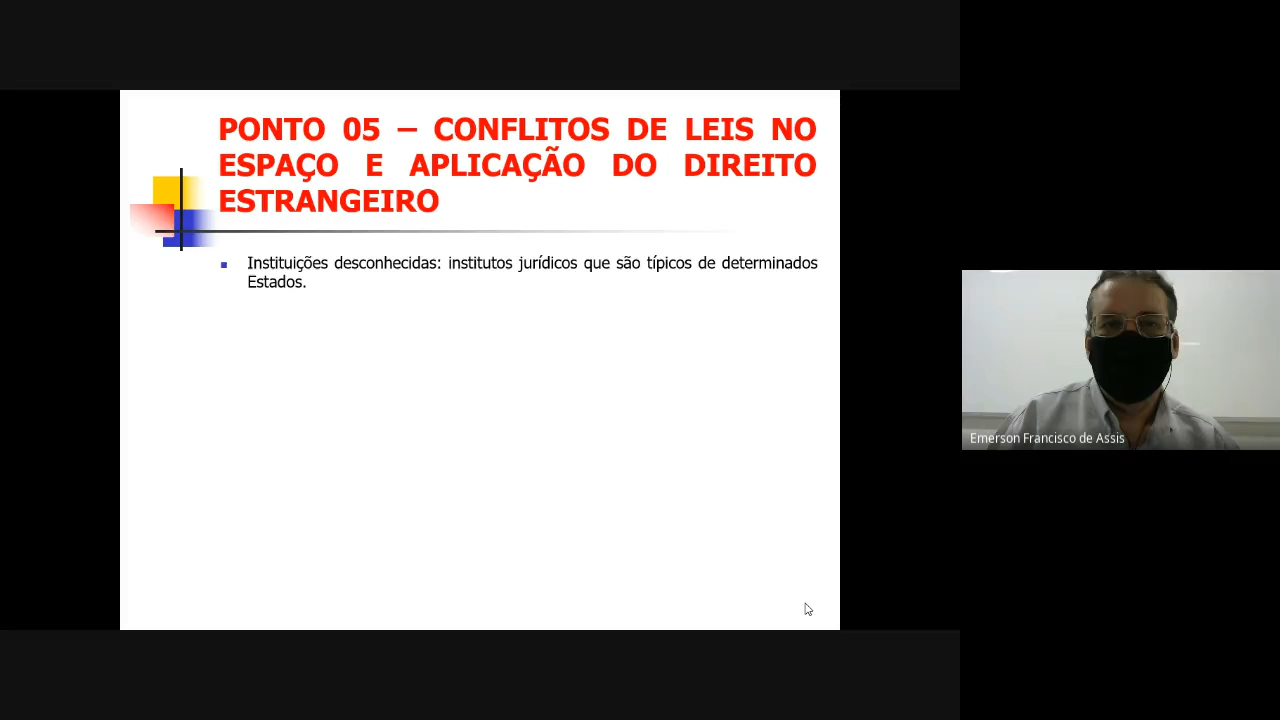 PONTO 05 – CONFLITOS DE LEIS NO
ESPAÇO E APLICAÇÃO DO DIREITO
ESTRANGEIRO
Instituições desconhecidas: institutos jurídicos que são típicos de determinados
Estados.
Emerson Francisco de Assis